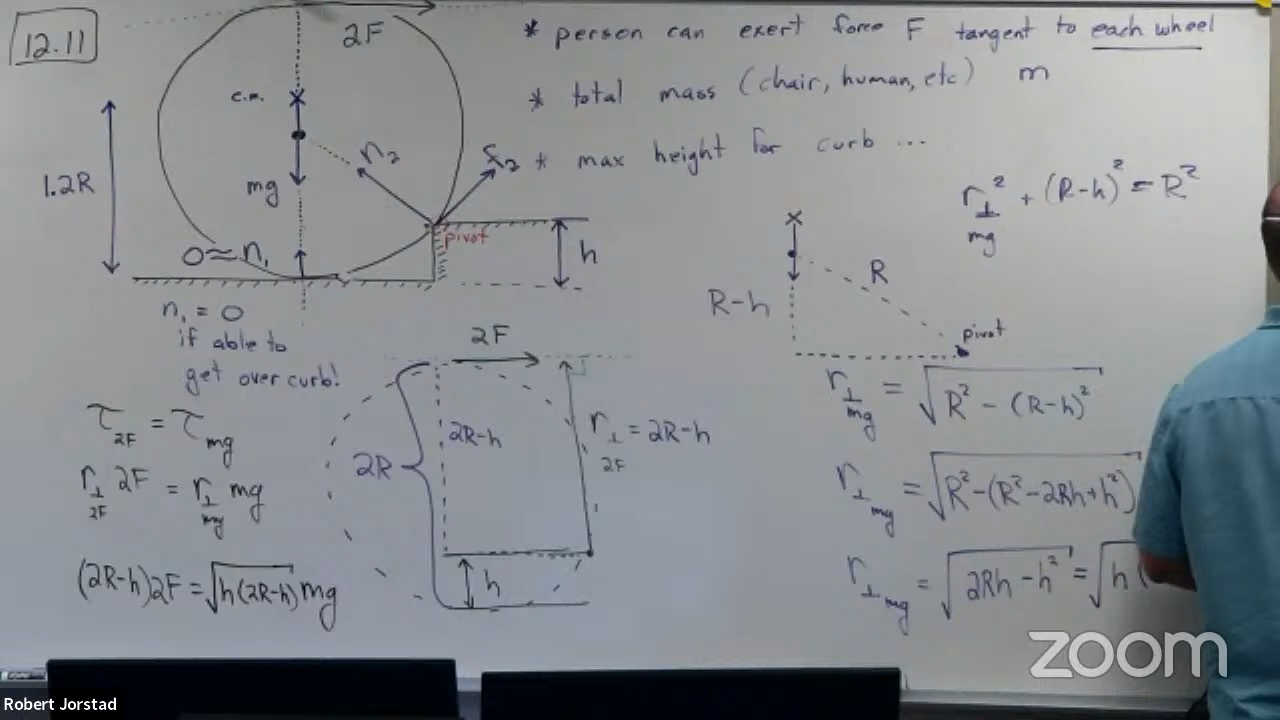 12.11
2F
* person can exert force F tangent to each wheel
* total mass (chair, human, etc) m
* max height for curb ...
c.m.
n₂
f₂
1.2R
mg
pivot
0 ≈ n₁
h
n₁ = 0
if able to
get over curb!
r⊥mg² + (R-h)² = R²
R
R-h
pivot
2F
2R-h
r⊥2F = 2R-h
2R
h
τ2F = τmg
r⊥2F 2F = r⊥mg mg
(2R-h)2F = √h(2R-h) mg
r⊥mg = √R² - (R-h)²
r⊥mg = √R²-(R²-2Rh+h²)
r⊥mg = √2Rh-h² = √h(
zoom
Robert Jorstad